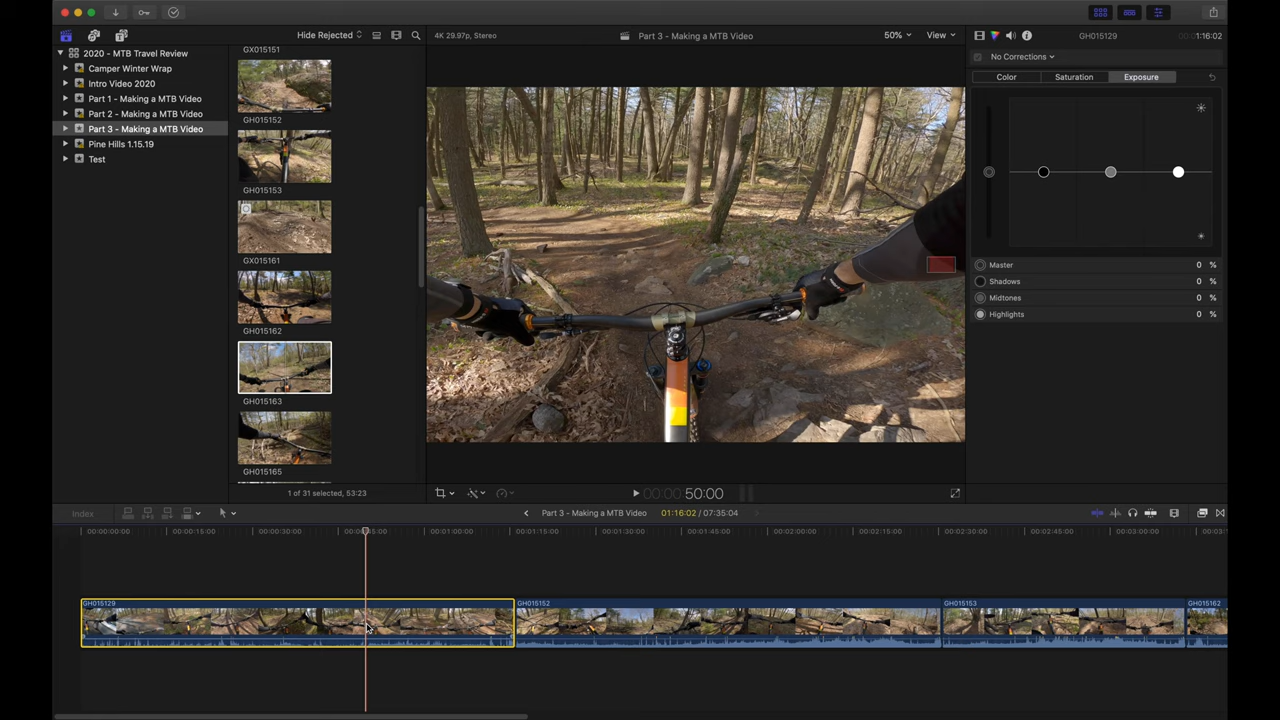 Hide Rejected
4K 29.97p, Stereo
Part 3 - Making a MTB Video
50%
View
GH015129
1:16:02
2020 - MTB Travel Review
Camper Winter Wrap
Intro Video 2020
Part 1 - Making a MTB Video
Part 2 - Making a MTB Video
Part 3 - Making a MTB Video
Pine Hills 1.15.19
Test
GX015151
GH015152
GH015153
GX015161
GH015162
GH015163
GH015165
1 of 31 selected, 53:23
No Corrections
Color
Saturation
Exposure
Master
0 %
Shadows
0 %
Midtones
0 %
Highlights
0 %
00:00:50:00
Index
Part 3 - Making a MTB Video
01:16:02 / 07:35:04
00:00:00:00
00:00:15:00
00:00:30:00
00:01:00:00
00:01:15:00
00:01:30:00
00:01:45:00
00:02:00:00
00:02:15:00
00:02:30:00
00:02:45:00
00:03:00:00
GH015129
GH015152
GH015153
GH015162